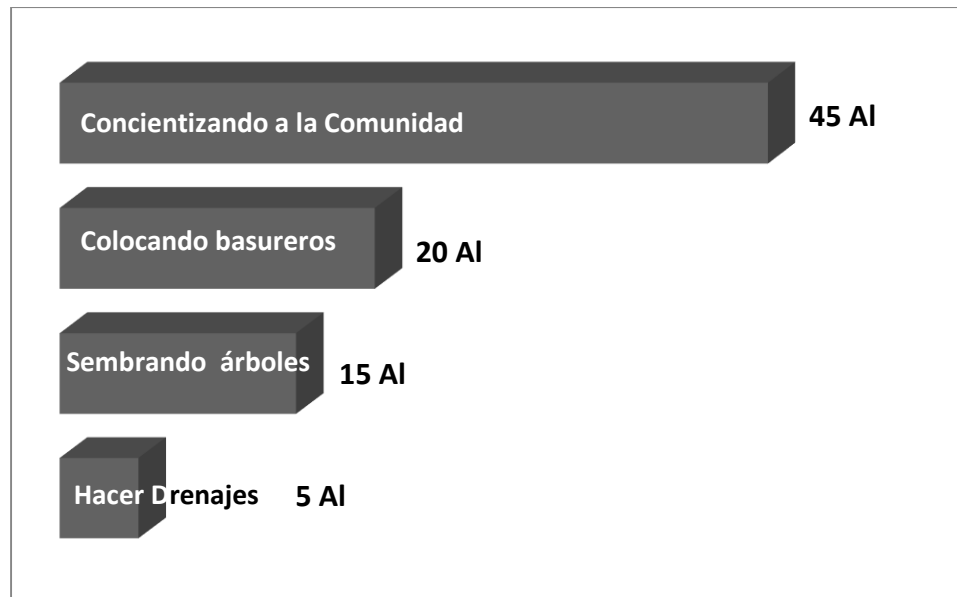 Concientizando a la Comunidad 45 Al
Colocando basureros 20 Al
Sembrando árboles 15 Al
Hacer Drenajes 5 Al